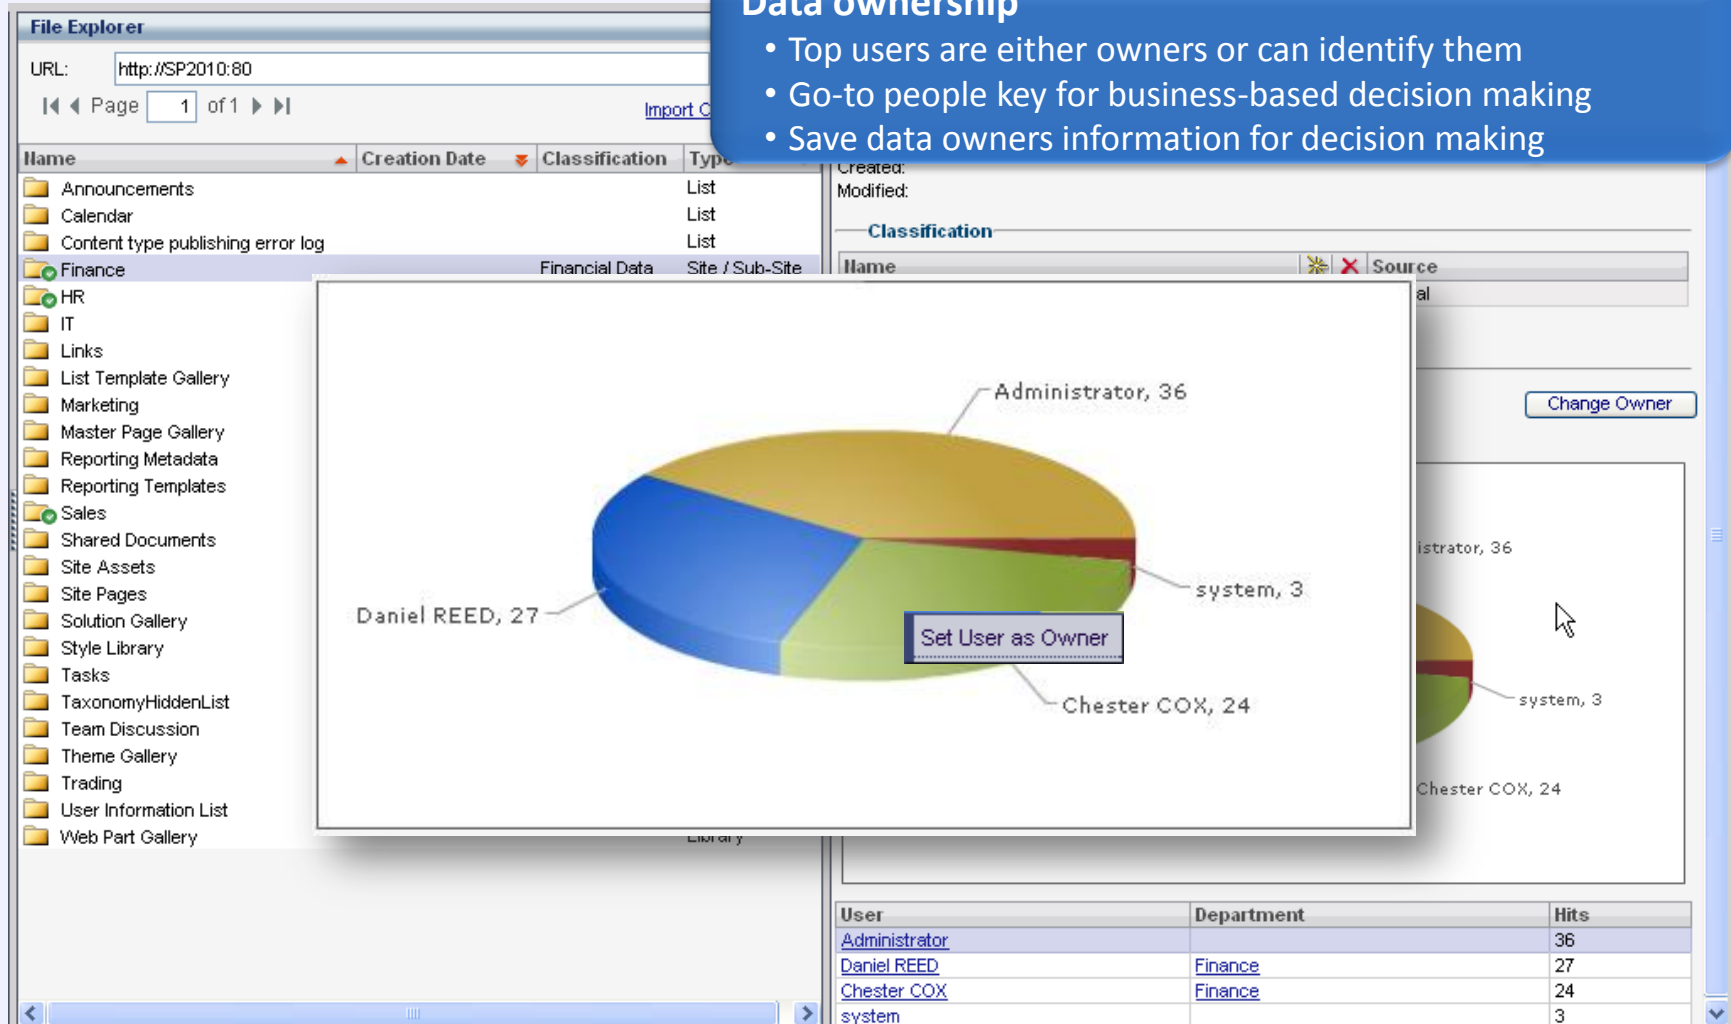 Data ownership
• Top users are either owners or can identify them
• Go-to people key for business-based decision making
• Save data owners information for decision making
File Explorer
URL: http://SP2010:80
Page 1 of 1
Import
Name Creation Date Classification Type
Announcements List
Calendar List
Content type publishing error log List
Finance Financial Data Site / Sub-Site
HR
IT
Links
List Template Gallery
Marketing
Master Page Gallery
Reporting Metadata
Reporting Templates
Sales
Shared Documents
Site Assets
Site Pages
Solution Gallery
Style Library
Tasks
TaxonomyHiddenList
Team Discussion
Theme Gallery
Trading
User Information List
Web Part Gallery Library
Created:
Modified:
Classification
Name Source
al
Change Owner
Administrator, 36
system, 3
Daniel REED, 27
Set User as Owner
Chester COX, 24
istrator, 36
system, 3
Chester COX, 24
User Department Hits
Administrator 36
Daniel REED Finance 27
Chester COX Finance 24
system 3